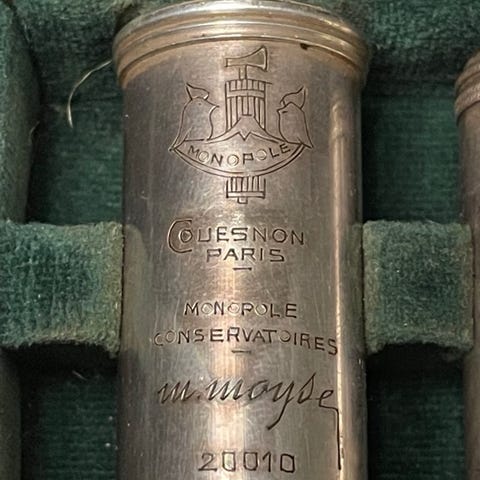 MONOPOLE
COUESNON
PARIS
MONOPOLE
CONSERVATOIRES
m.moyse
20010